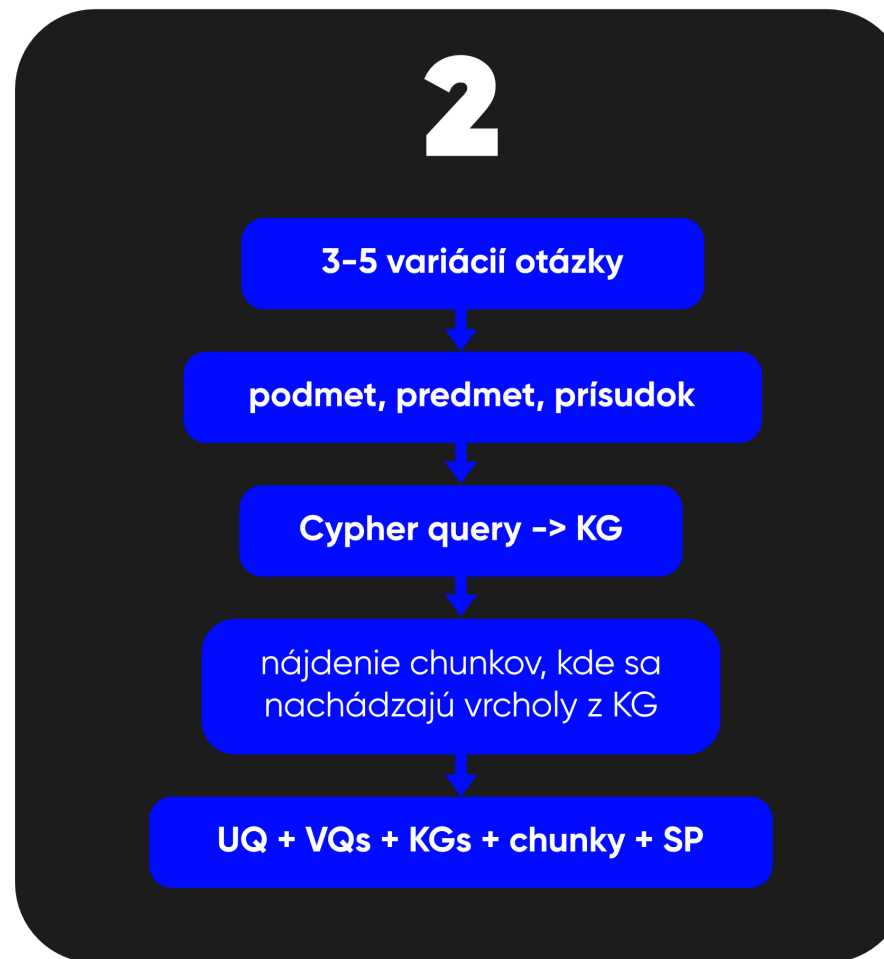 2
3-5 variácií otázky
podmet, predmet, prísudok
Cypher query -> KG
nájdenie chunkov, kde sa
nachádzajú vrcholy z KG
UQ + VQs + KGs + chunky + SP